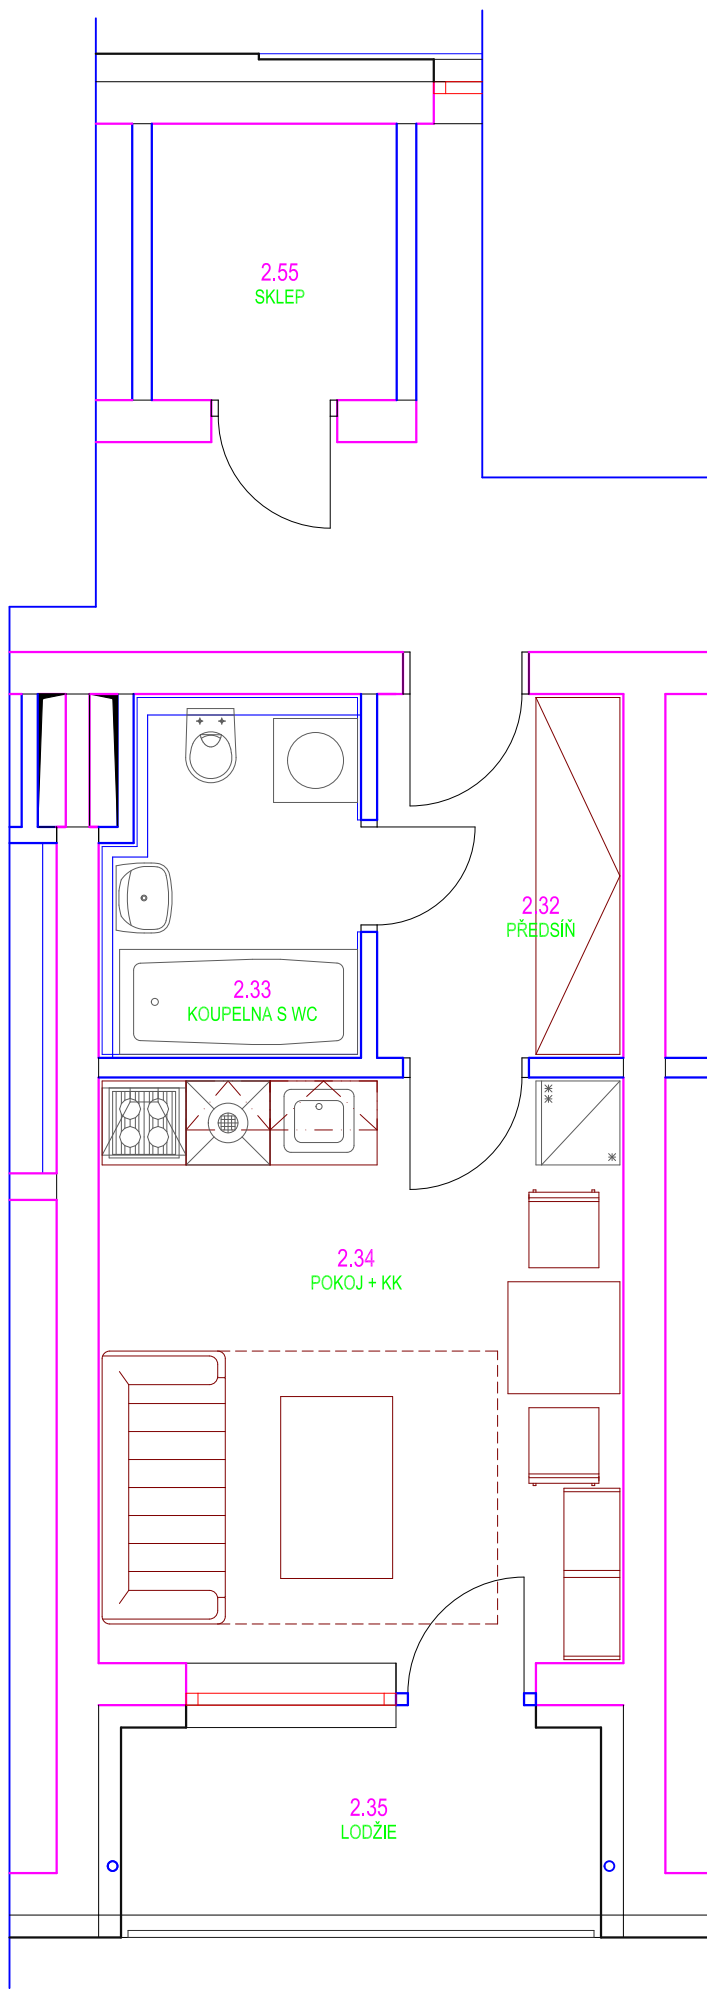 2.55
SKLEP
2.32
PŘEDSÍŇ
2.33
KOUPELNA S WC
2.34
POKOJ + KK
2.35
LODŽIE